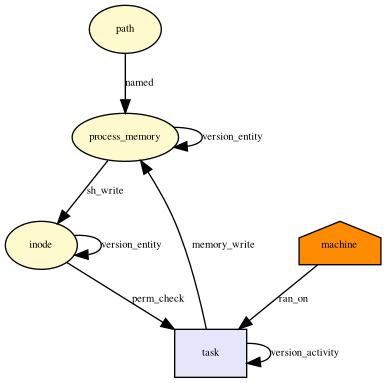 path
named
process_memory
version_entity
sh_write
inode
version_entity
memory_write
machine
perm_check
ran_on
task
version_activity